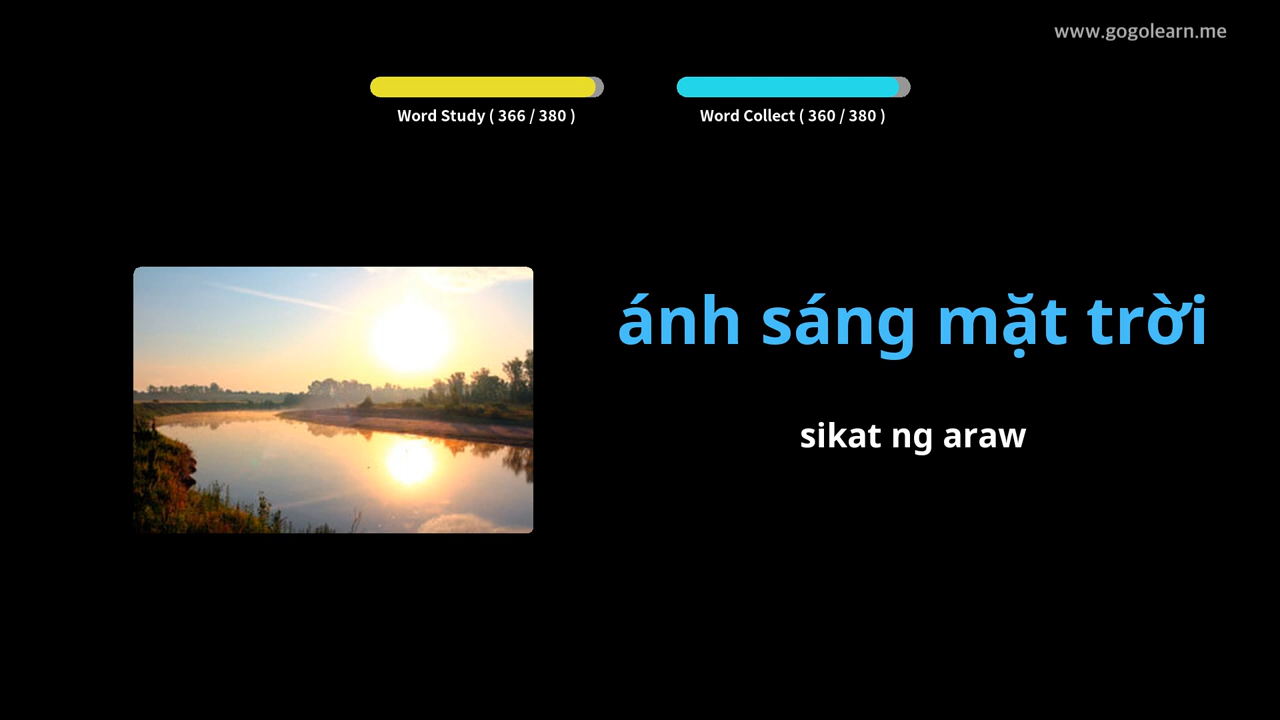 www.gogolearn.me
Word Study ( 366 / 380 )
Word Collect ( 360 / 380 )
ánh sáng mặt trời
sikat ng araw